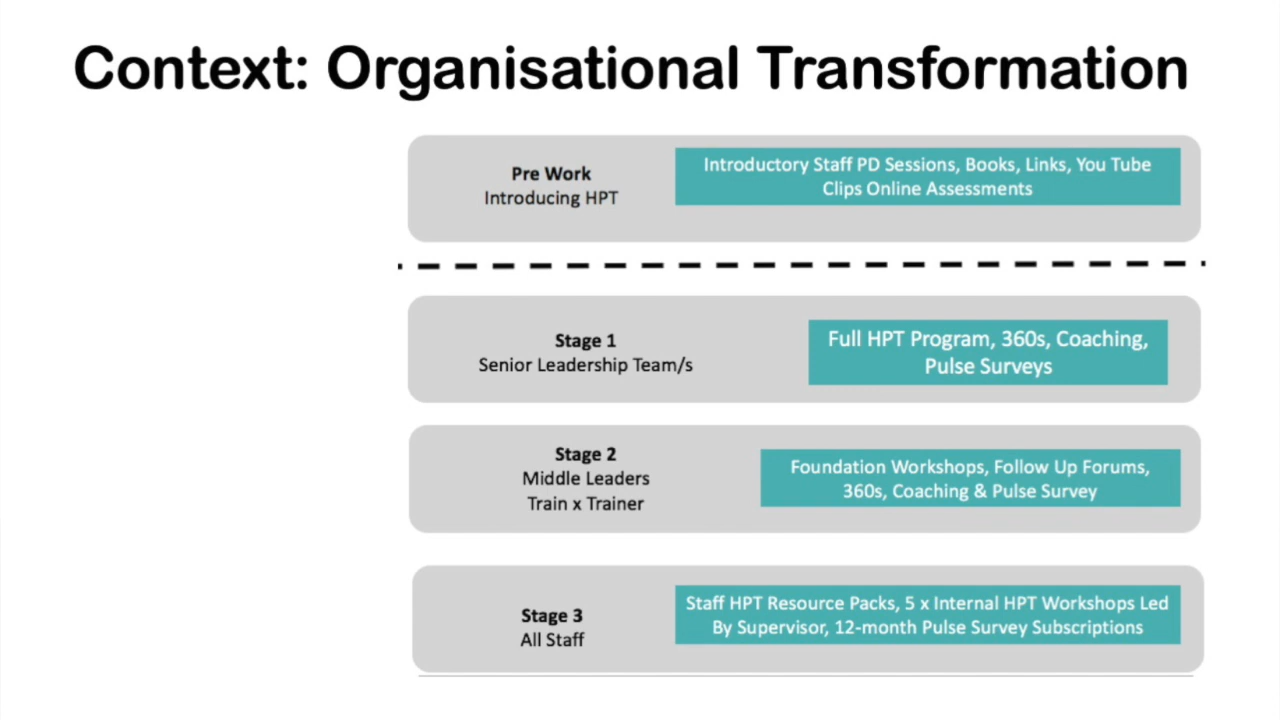 Context: Organisational Transformation
Pre Work
Introducing HPT
Introductory Staff PD Sessions, Books, Links, You Tube
Clips Online Assessments
Stage 1
Senior Leadership Team/s
Full HPT Program, 360s, Coaching,
Pulse Surveys
Stage 2
Middle Leaders
Train x Trainer
Foundation Workshops, Follow Up Forums,
360s, Coaching & Pulse Survey
Stage 3
All Staff
Staff HPT Resource Packs, 5 x Internal HPT Workshops Led
By Supervisor, 12-month Pulse Survey Subscriptions